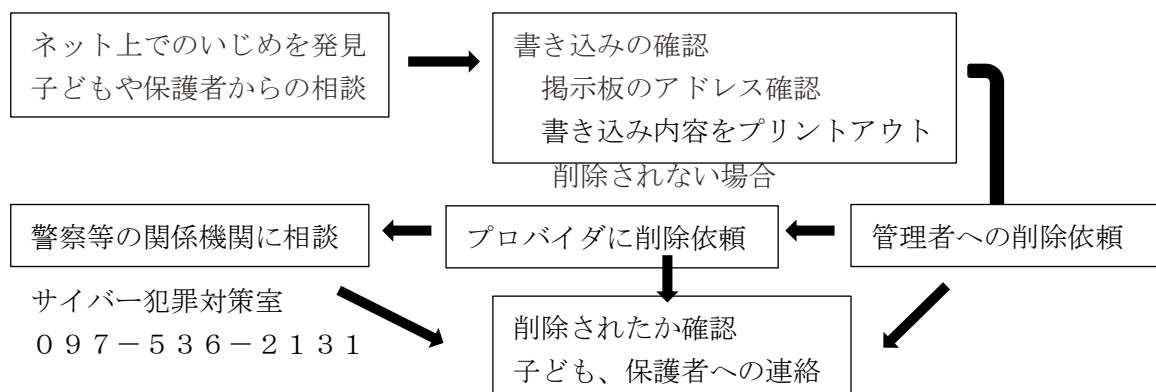 ネット上でのいじめを発見
子どもや保護者からの相談
書き込みの確認
掲示板のアドレス確認
書き込み内容をプリントアウト
削除されない場合
管理者への削除依頼
プロバイダに削除依頼
警察等の関係機関に相談
サイバー犯罪対策室
０９７－５３６－２１３１
削除されたか確認
子ども、保護者への連絡